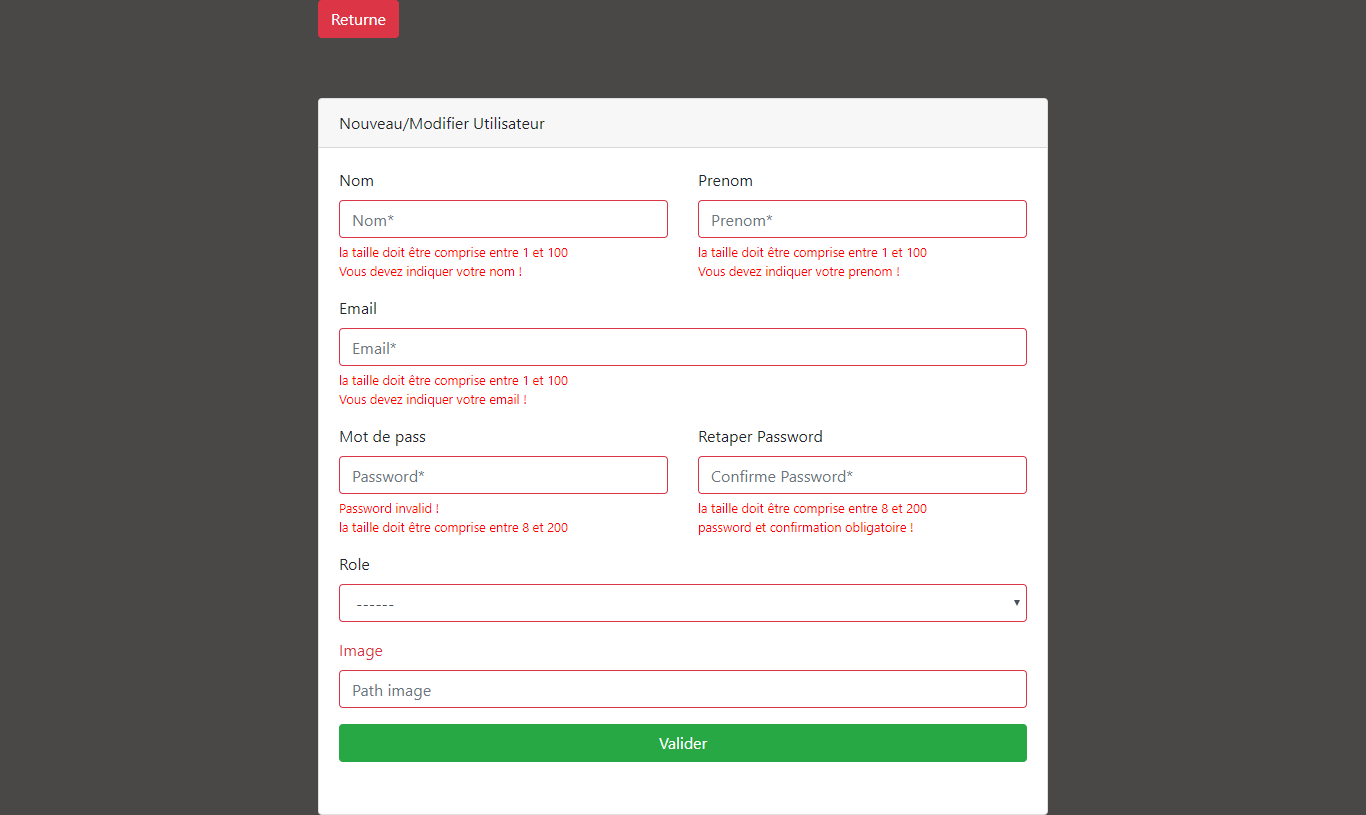 Returne
Nouveau/Modifier Utilisateur
Nom
Prenom
Nom*
Prenom*
la taille doit être comprise entre 1 et 100
la taille doit être comprise entre 1 et 100
Vous devez indiquer votre nom !
Vous devez indiquer votre prenom !
Email
Email*
la taille doit être comprise entre 1 et 100
Vous devez indiquer votre email !
Mot de pass
Retaper Password
Password*
Confirme Password*
Password invalid !
la taille doit être comprise entre 8 et 200
la taille doit être comprise entre 8 et 200
password et confirmation obligatoire !
Role
------
Image
Path image
Valider